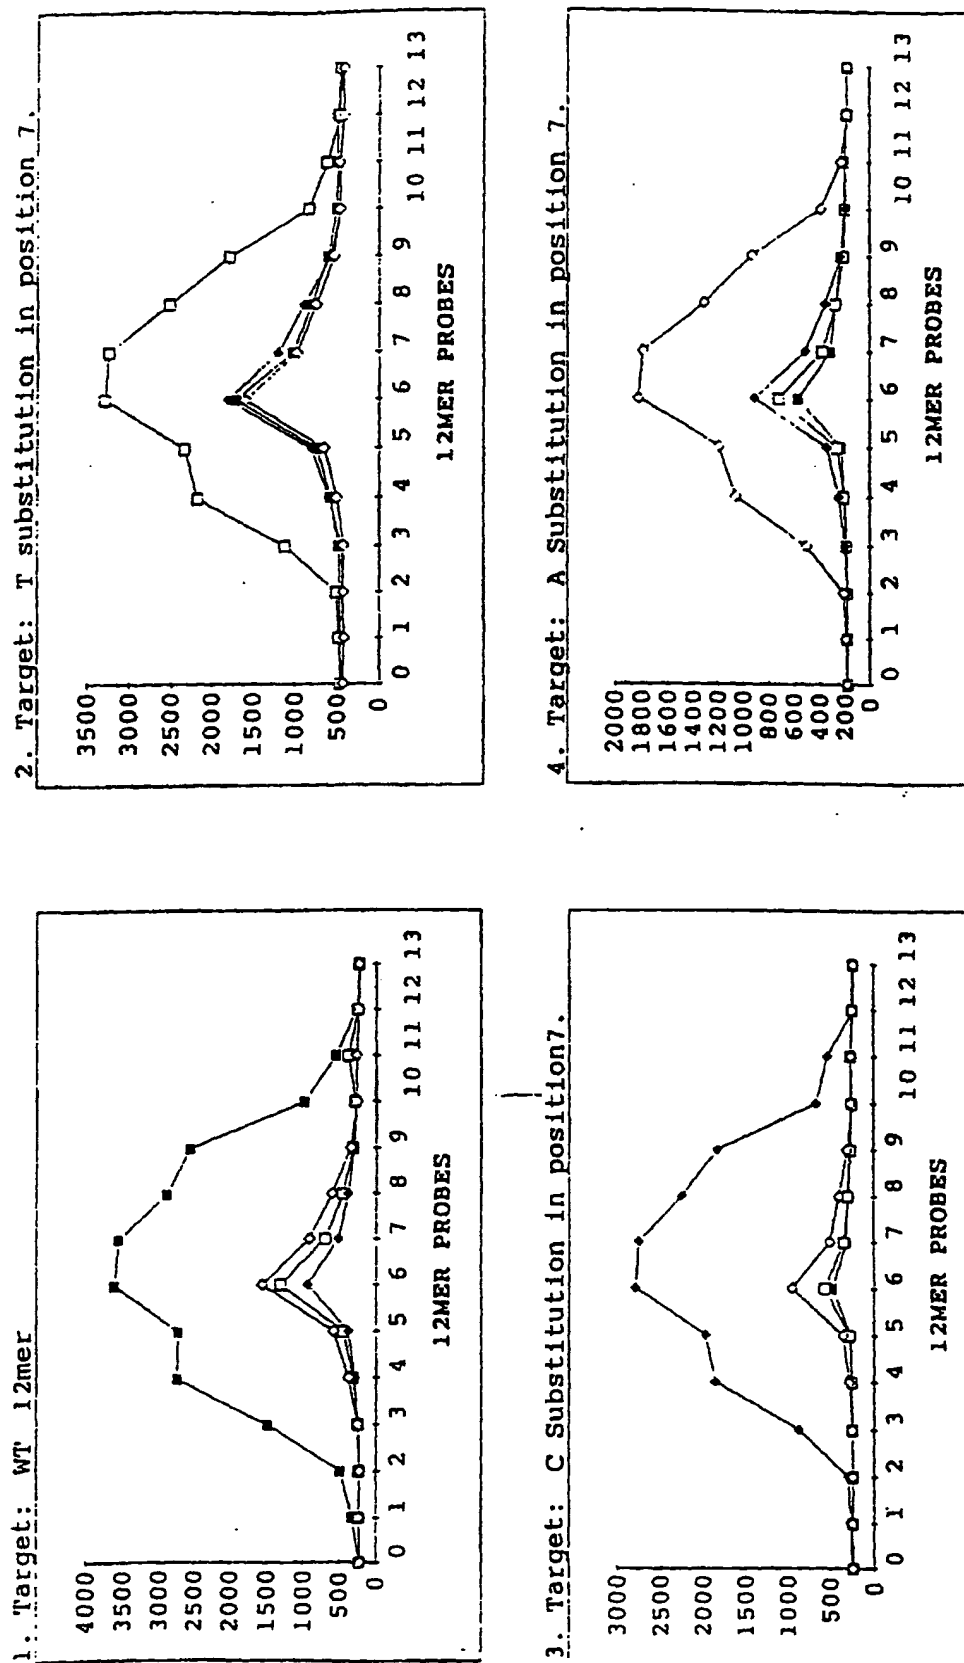 1. Target: WT 12mer
4000
3500
3000
2500
2000
1500
1000
500
0
0 1 2 3 4 5 6 7 8 9 10 11 12 13
12MER PROBES
2. Target: T substitution in position 7.
3500
3000
2500
2000
1500
1000
500
0
0 1 2 3 4 5 6 7 8 9 10 11 12 13
12MER PROBES
3. Target: C Substitution in position7.
3000
2500
2000
1500
1000
500
0
0 1 2 3 4 5 6 7 8 9 10 11 12 13
12MER PROBES
4. Target: A Substitution in position 7.
2000
1800
1600
1400
1200
1000
800
600
400
200
0
0 1 2 3 4 5 6 7 8 9 10 11 12 13
12MER PROBES